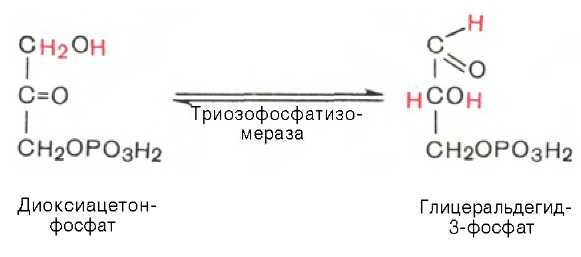 CH2OH
C=O
CH2OPO3H2
Диоксиацетон-
фосфат
Триозофосфатизо-
мераза
H
C
O
HCOH
CH2OPO3H2
Глицеральдегид-
3-фосфат